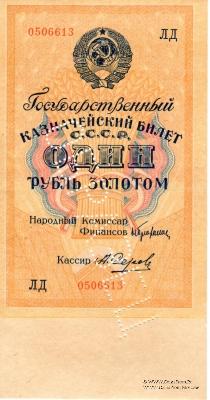 0506613 ЛД
Государственный
КАЗНАЧЕЙСКИЙ БИЛЕТ
С.С.С.Р.
ОДИН
РУБЛЬ ЗОЛОТОМ
Народный Комиссар
Финансов
Кассир
ЛД 0506613